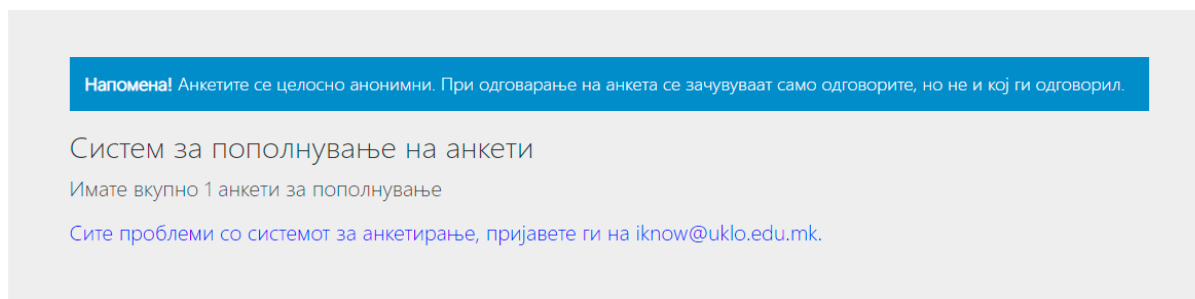 Напомена! Анкетите се целосно анонимни. При одговарање на анкета се зачувуваат само одговорите, но не и кој ги одговорил.
Систем за пополнување на анкети
Имате вкупно 1 анкети за пополнување
Сите проблеми со системот за анкетирање, пријавете ги на iknow@uklo.edu.mk.